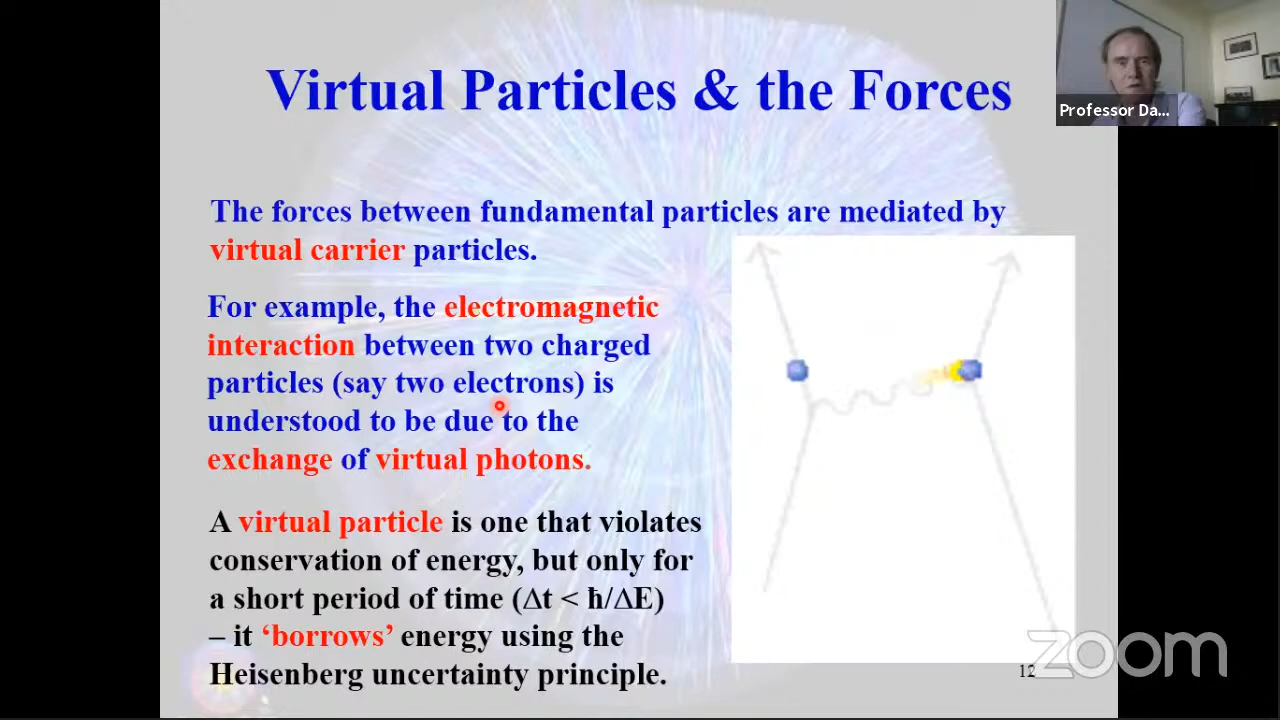 Virtual Particles & the Forces
Professor Da...
The forces between fundamental particles are mediated by
virtual carrier particles.
For example, the electromagnetic
interaction between two charged
particles (say two electrons) is
understood to be due to the
exchange of virtual photons.
A virtual particle is one that violates
conservation of energy, but only for
a short period of time (Δt < ħ/ΔE)
– it ‘borrows’ energy using the
Heisenberg uncertainty principle.
12
zoom